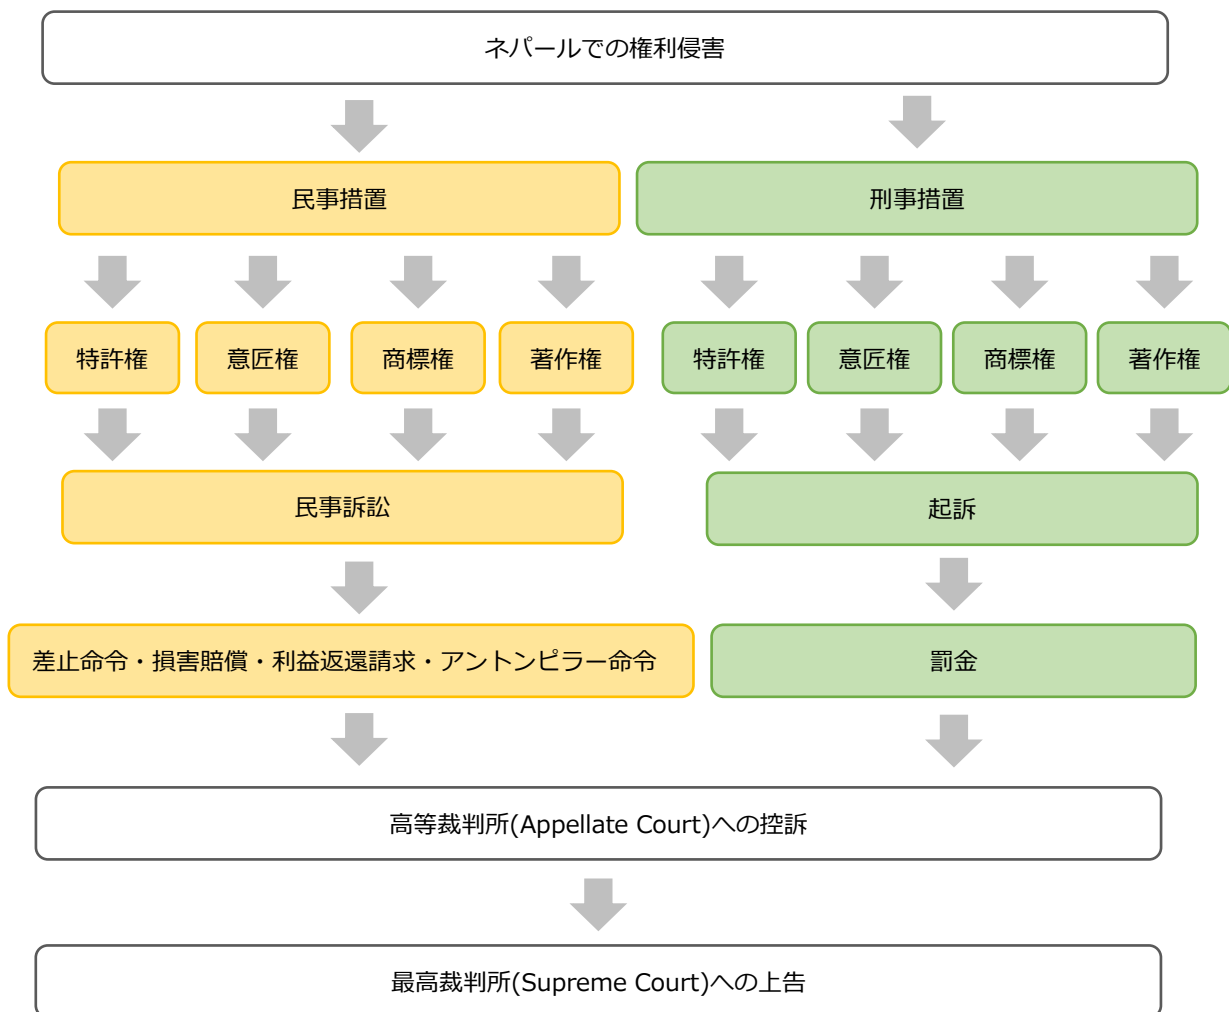 ネパールでの権利侵害
民事措置
刑事措置
特許権
意匠権
商標権
著作権
特許権
意匠権
商標権
著作権
民事訴訟
起訴
差止命令・損害賠償・利益返還請求・アントンピラー命令
罰金
高等裁判所(Appellate Court)への控訴
最高裁判所(Supreme Court)への上告